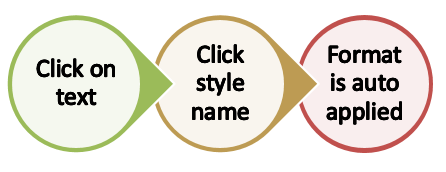 Click on
text
Click
style
name
Format
is auto
applied